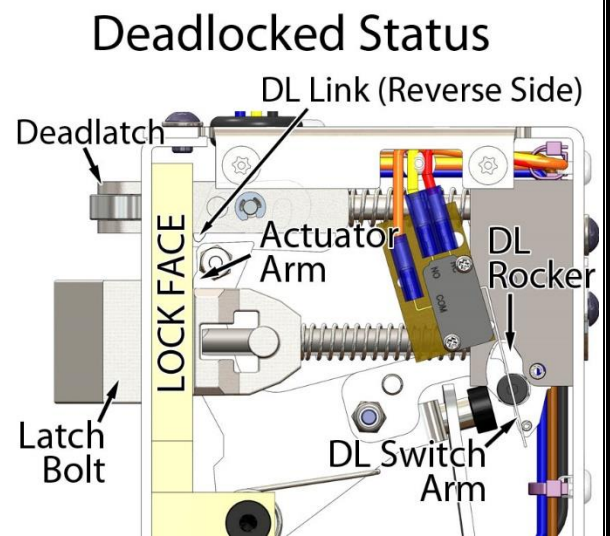 Deadlocked Status
DL Link (Reverse Side)
Deadlatch
Actuator
Arm
DL
Rocker
LOCK FACE
NO
NC
COM
Latch
Bolt
DL Switch
Arm